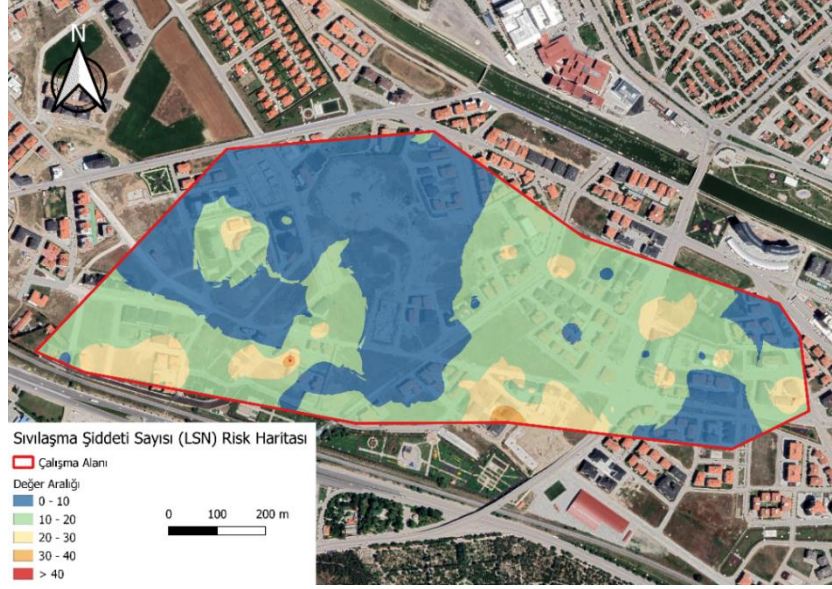 N
Sıvılaşma Şiddeti Sayısı (LSN) Risk Haritası
Çalışma Alanı
Değer Aralığı
0 - 10
10 - 20
20 - 30
30 - 40
> 40
0 100 200 m